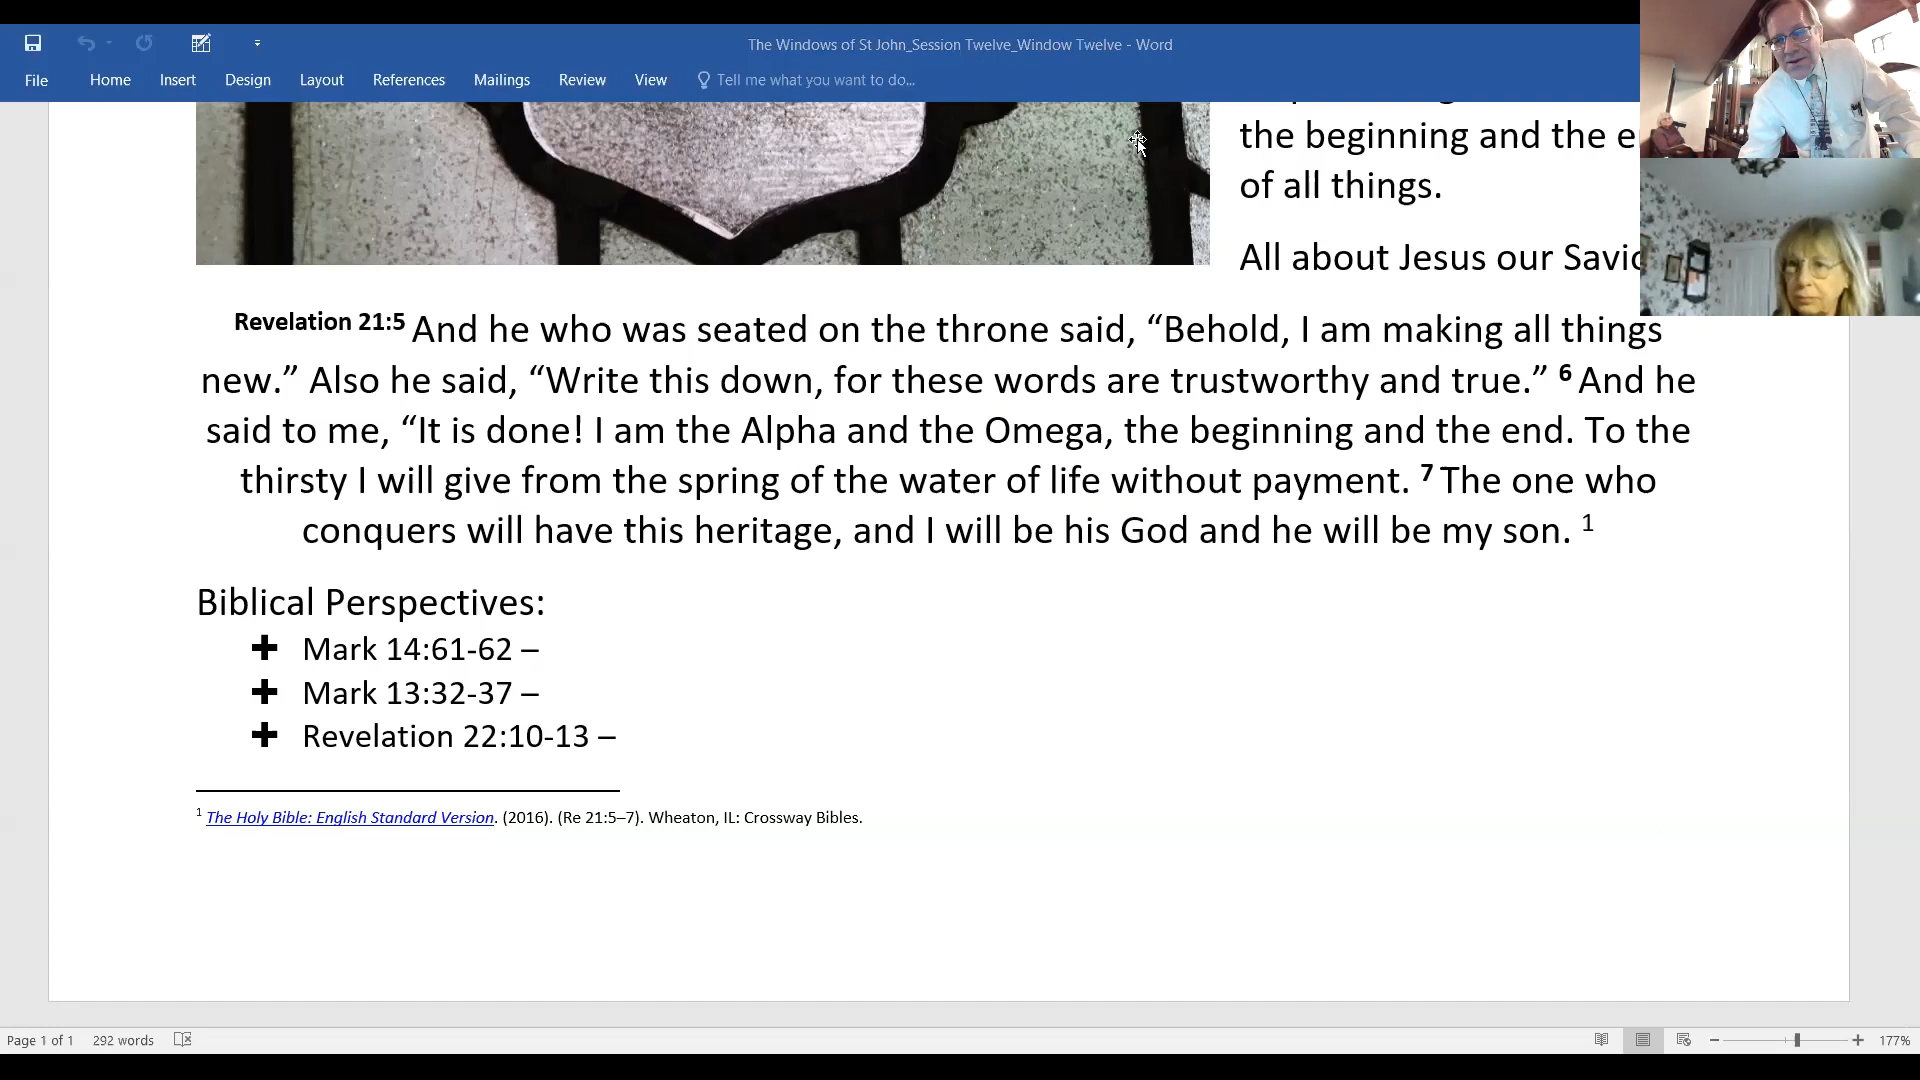 The Windows of St John_Session Twelve_Window Twelve - Word
File Home Insert Design Layout References Mailings Review View Tell me what you want to do...
the beginning and the e
of all things.
All about Jesus our Savio
Revelation 21:5 And he who was seated on the throne said, “Behold, I am making all things
new.” Also he said, “Write this down, for these words are trustworthy and true.” 6 And he
said to me, “It is done! I am the Alpha and the Omega, the beginning and the end. To the
thirsty I will give from the spring of the water of life without payment. 7 The one who
conquers will have this heritage, and I will be his God and he will be my son. 1
Biblical Perspectives:
✚ Mark 14:61-62 –
✚ Mark 13:32-37 –
✚ Revelation 22:10-13 –
1 The Holy Bible: English Standard Version. (2016). (Re 21:5–7). Wheaton, IL: Crossway Bibles.
Page 1 of 1 292 words 177%